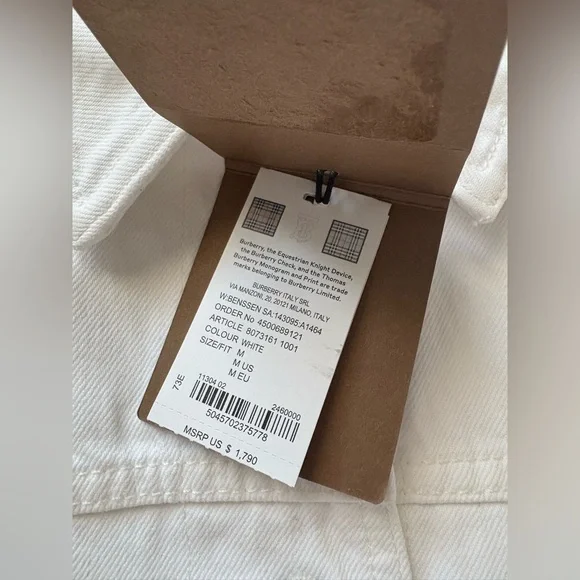 Burberry, the Equestrian Knight Device,
the Burberry Check, and the Thomas
Burberry Monogram and Print are trade
marks belonging to Burberry Limited.
BURBERRY ITALY SRL
VIA MANZONI, 20, 20121 MILANO, ITALY
W:BENSSEN SA:143095:A1464
ORDER No 4500689121
ARTICLE 8073161 1001
COLOUR WHITE
SIZE/FIT M
M US
M EU
73E
11304 02 2460000
5045702375778
MSRP US $ 1,790